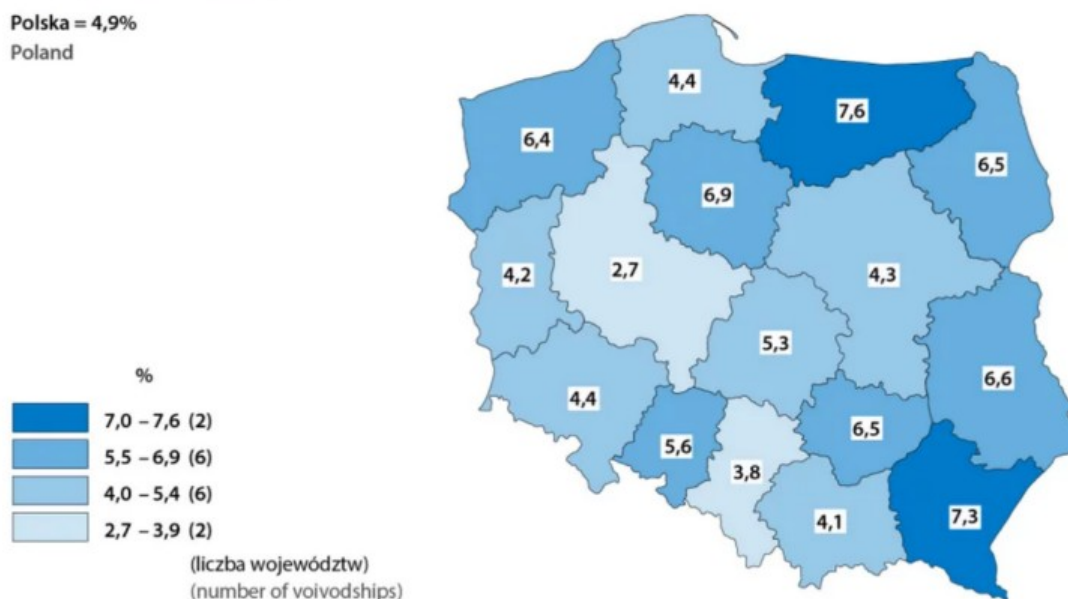 Polska = 4,9%
Poland
4,4
7,6
6,4
6,5
6,9
4,2
2,7
4,3
5,3
6,6
4,4
6,5
5,6
3,8
4,1
7,3
%
7,0 – 7,6 (2)
5,5 – 6,9 (6)
4,0 – 5,4 (6)
2,7 – 3,9 (2)
(liczba województw)
(number of voivodships)